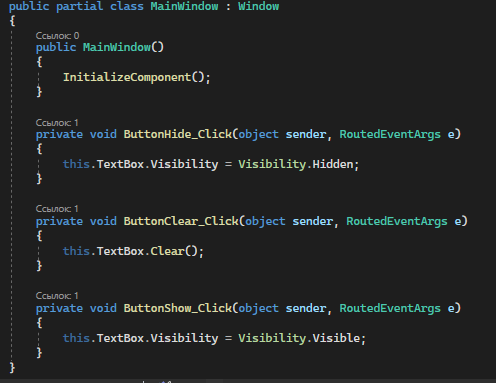 public partial class MainWindow : Window
{
Ссылок: 0
public MainWindow()
{
InitializeComponent();
}
Ссылок: 1
private void ButtonHide_Click(object sender, RoutedEventArgs e)
{
this.TextBox.Visibility = Visibility.Hidden;
}
Ссылок: 1
private void ButtonClear_Click(object sender, RoutedEventArgs e)
{
this.TextBox.Clear();
}
Ссылок: 1
private void ButtonShow_Click(object sender, RoutedEventArgs e)
{
this.TextBox.Visibility = Visibility.Visible;
}
}